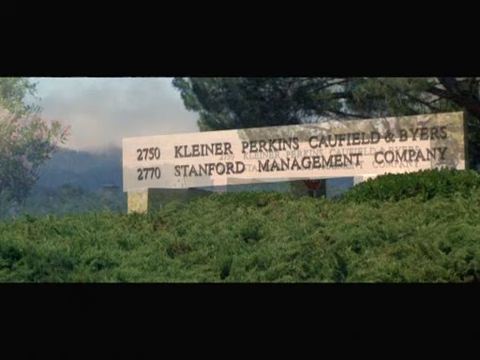 2750 KLEINER PERKINS CAUFIELD & BYERS
2770 STANFORD MANAGEMENT COMPANY